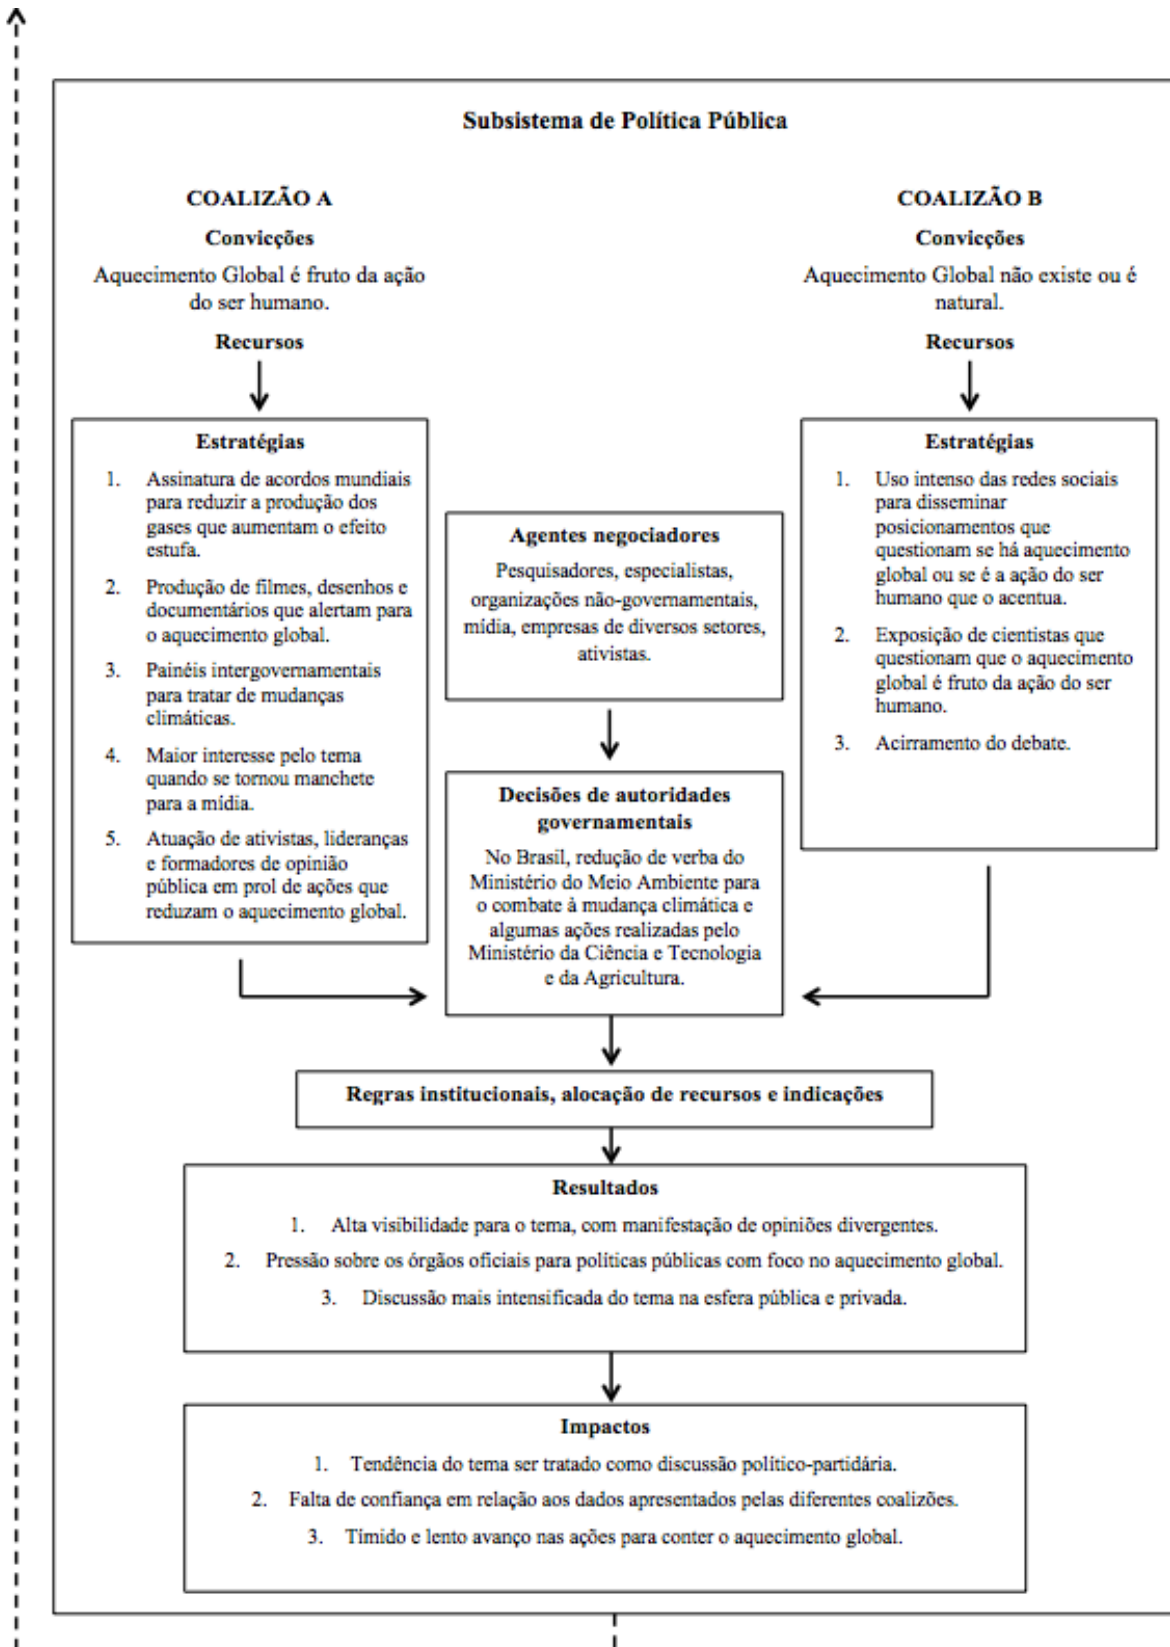 Subsistema de Política Pública
COALIZÃO A
Convicções
Aquecimento Global é fruto da ação
do ser humano.
Recursos
Estratégias
1. Assinatura de acordos mundiais
para reduzir a produção dos
gases que aumentam o efeito
estufa.
2. Produção de filmes, desenhos e
documentários que alertam para
o aquecimento global.
3. Painéis intergovernamentais
para tratar de mudanças
climáticas.
4. Maior interesse pelo tema
quando se tornou manchete
para a mídia.
5. Atuação de ativistas, lideranças
e formadores de opinião
pública em prol de ações que
reduzam o aquecimento global.
Agentes negociadores
Pesquisadores, especialistas,
organizações não-governamentais,
mídia, empresas de diversos setores,
ativistas.
Decisões de autoridades
governamentais
No Brasil, redução de verba do
Ministério do Meio Ambiente para
o combate à mudança climática e
algumas ações realizadas pelo
Ministério da Ciência e Tecnologia
e da Agricultura.
COALIZÃO B
Convicções
Aquecimento Global não existe ou é
natural.
Recursos
Estratégias
1. Uso intenso das redes sociais
para disseminar
posicionamentos que
questionam se há aquecimento
global ou se é a ação do ser
humano que o acentua.
2. Exposição de cientistas que
questionam que o aquecimento
global é fruto da ação do ser
humano.
3. Acirramento do debate.
Regras institucionais, alocação de recursos e indicações
Resultados
1. Alta visibilidade para o tema, com manifestação de opiniões divergentes.
2. Pressão sobre os órgãos oficiais para políticas públicas com foco no aquecimento global.
3. Discussão mais intensificada do tema na esfera pública e privada.
Impactos
1. Tendência do tema ser tratado como discussão político-partidária.
2. Falta de confiança em relação aos dados apresentados pelas diferentes coalizões.
3. Tímido e lento avanço nas ações para conter o aquecimento global.